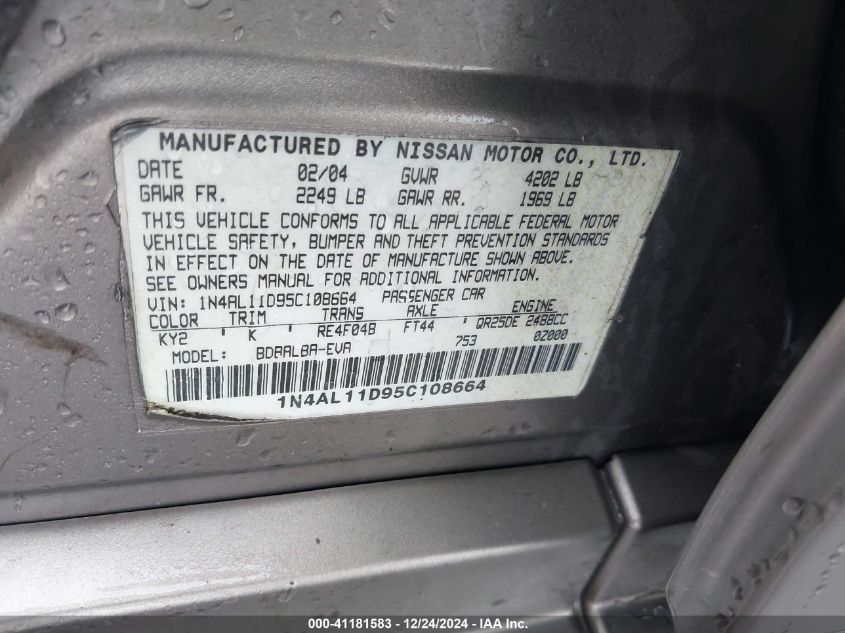 MANUFACTURED BY NISSAN MOTOR CO., LTD.
DATE 02/04 GVWR 4202 LB
GAWR FR. 2249 LB GAWR RR. 1969 LB
THIS VEHICLE CONFORMS TO ALL APPLICABLE FEDERAL MOTOR
VEHICLE SAFETY, BUMPER AND THEFT PREVENTION STANDARDS
IN EFFECT ON THE DATE OF MANUFACTURE SHOWN ABOVE.
SEE OWNERS MANUAL FOR ADDITIONAL INFORMATION.
VIN: 1N4AL11D95C108664 PASSENGER CAR
COLOR TRIM TRANS AXLE ENGINE
KY2 ' K ' RE4F04B FT44 ' QR25DE 2488CC
MODEL: BDRALBA-EVA 753 0Z000
1N4AL11D95C108664
000-41181583 - 12/24/2024 - IAA Inc.